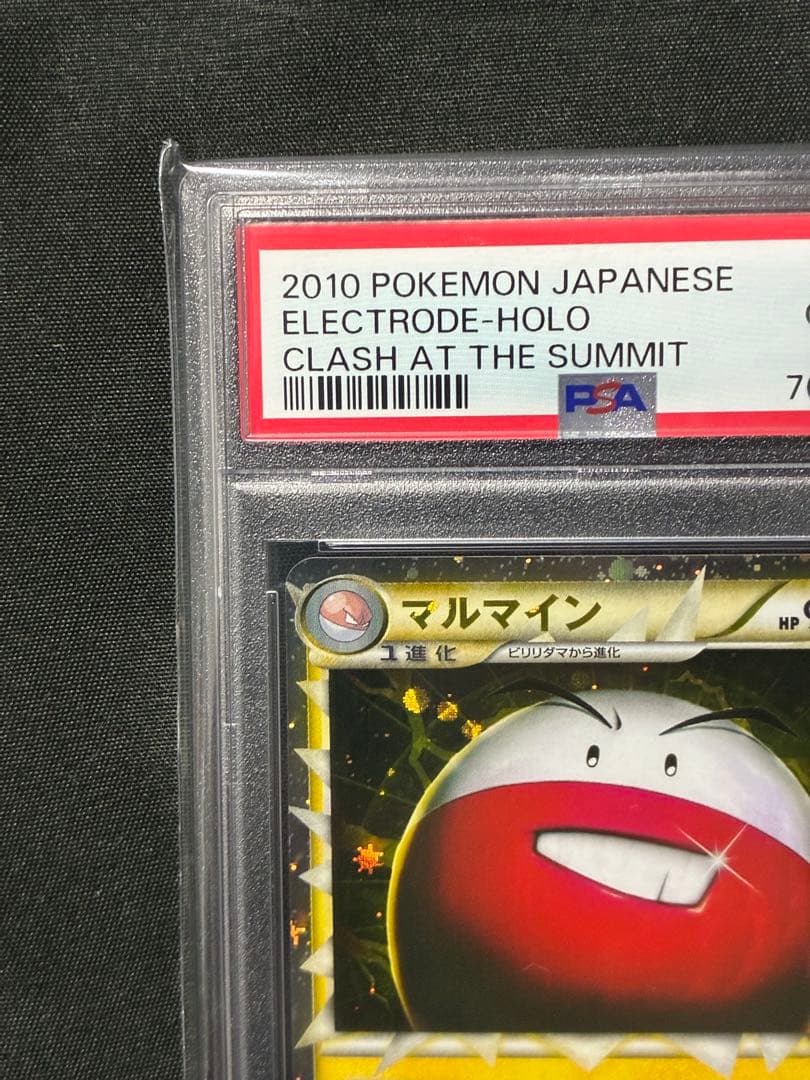 2010 POKEMON JAPANESE
ELECTRODE-HOLO
CLASH AT THE SUMMIT
PSA
マルマイン
HP
1進化
ビリリダマから進化